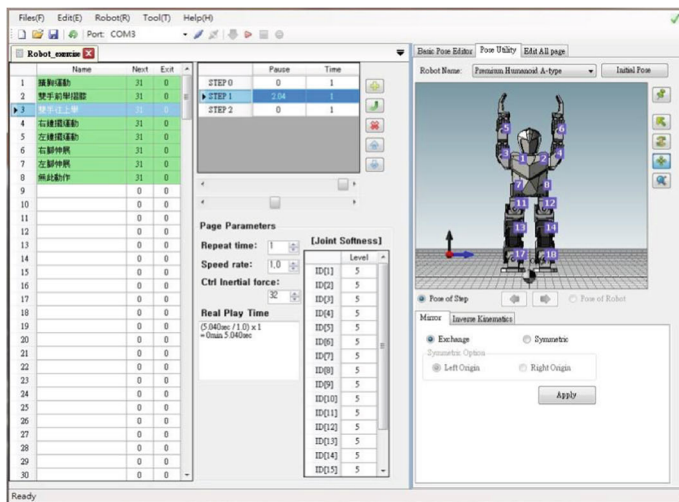 Files(F) Edit(E) Robot(R) Tool(T) Help(H)
Port: COM3
Robot_exercise
Name Next Exit
1 擴胸運動 31 0
2 雙手前舉擺動 31 0
3 雙手往上舉 31 0
4 右鍾擺運動 31 0
5 左鍾擺運動 31 0
6 右腳伸展 31 0
7 左腳伸展 31 0
8 無此動作 31 0
9 0 0
10 0 0
11 0 0
12 0 0
13 0 0
14 0 0
15 0 0
16 0 0
17 0 0
18 0 0
19 0 0
20 0 0
21 0 0
22 0 0
23 0 0
24 0 0
25 0 0
26 0 0
27 0 0
28 0 0
29 0 0
30 0 0
Pause Time
STEP 0 0 1
STEP 1 2.04 1
STEP 2 0 1
Page Parameters
Repeat time: 1
Speed rate: 1.0
Ctrl Inertial force:
32
Real Play Time
(5.040sec / 1.0) x 1
= 0min 5.040sec
[Joint Softness]
Level
ID[1] 5
ID[2] 5
ID[3] 5
ID[4] 5
ID[5] 5
ID[6] 5
ID[7] 5
ID[8] 5
ID[9] 5
ID[10] 5
ID[11] 5
ID[12] 5
ID[13] 5
ID[14] 5
ID[15] 5
Basic Pose Editor Pose Utility Edit All page
Robot Name: Premium Humanoid A-type Initial Pose
5 6
3 4
1 2
7 8
11 12
13 14
17 18
Pose of Step Pose of Robot
Mirror Inverse Kinematics
Exchange Symmetric
Symmetric Option
Left Origin Right Origin
Apply
Ready